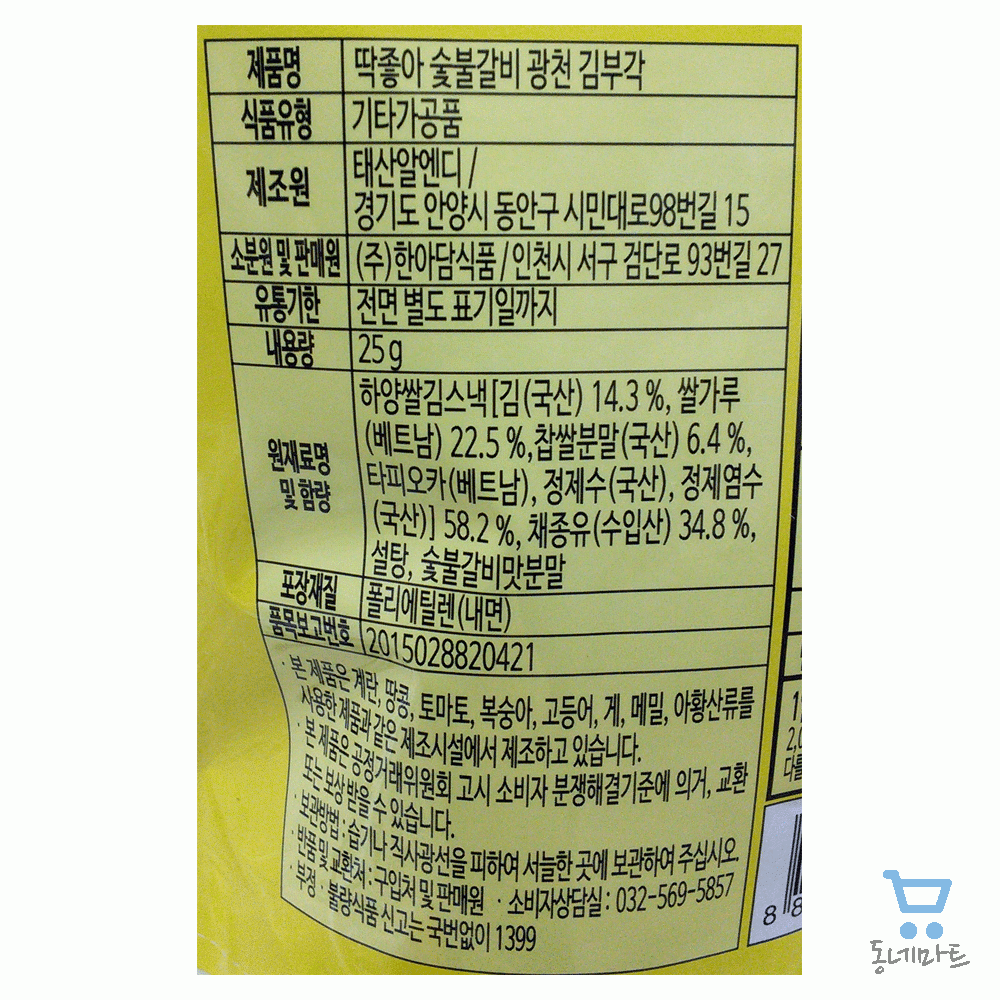 제품명 딱좋아 숯불갈비 광천 김부각
식품유형 기타가공품
제조원 태산알엔디 /
경기도 안양시 동안구 시민대로98번길 15
소분원 및 판매원 (주)한아담식품 / 인천시 서구 검단로 93번길 27
유통기한 전면 별도 표기일까지
내용량 25 g
원재료명
및 함량
하양쌀김스낵 [김(국산) 14.3 %, 쌀가루
(베트남) 22.5 %, 찹쌀분말(국산) 6.4 %,
타피오카(베트남), 정제수(국산), 정제염수
(국산)] 58.2 %, 채종유(수입산) 34.8 %,
설탕, 숯불갈비맛분말
포장재질 폴리에틸렌(내면)
품목보고번호 2015028820421
· 본 제품은 계란, 땅콩, 토마토, 복숭아, 고등어, 게, 메밀, 아황산류를
사용한 제품과 같은 제조시설에서 제조하고 있습니다.
· 본 제품은 공정거래위원회 고시 소비자 분쟁해결기준에 의거, 교환
또는 보상 받을 수 있습니다.
· 보관방법 : 습기나 직사광선을 피하여 서늘한 곳에 보관하여 주십시오.
· 반품 및 교환처 : 구입처 및 판매원 · 소비자상담실 : 032-569-5857
· 부정 · 불량식품 신고는 국번없이 1399
8 8
동네마트